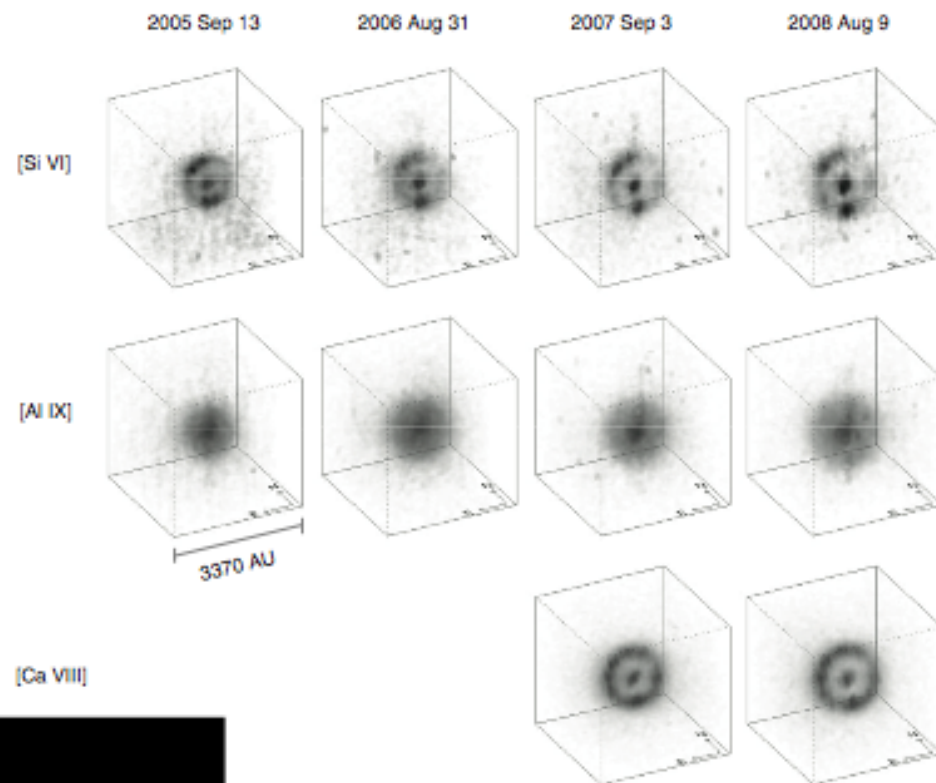 2005 Sep 13 2006 Aug 31 2007 Sep 3 2008 Aug 9
[Si VI]
[Al IX]
3370 AU
[Ca VIII]